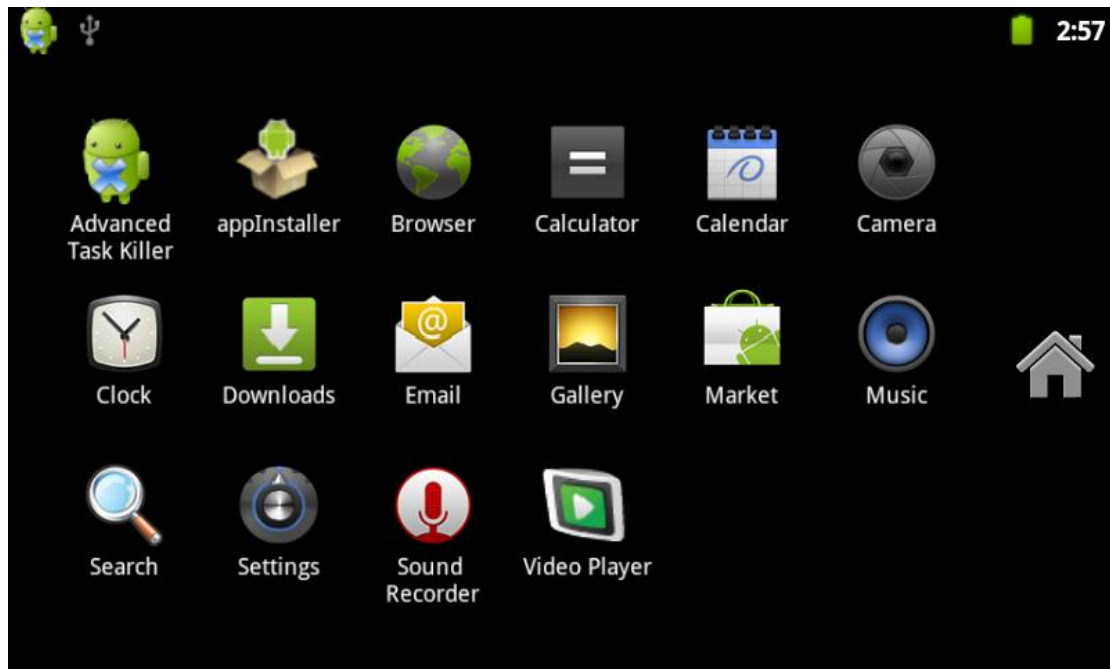 2:57
Advanced
Task Killer
appInstaller
Browser
Calculator
Calendar
Camera
Clock
Downloads
Email
Gallery
Market
Music
Search
Settings
Sound
Recorder
Video Player